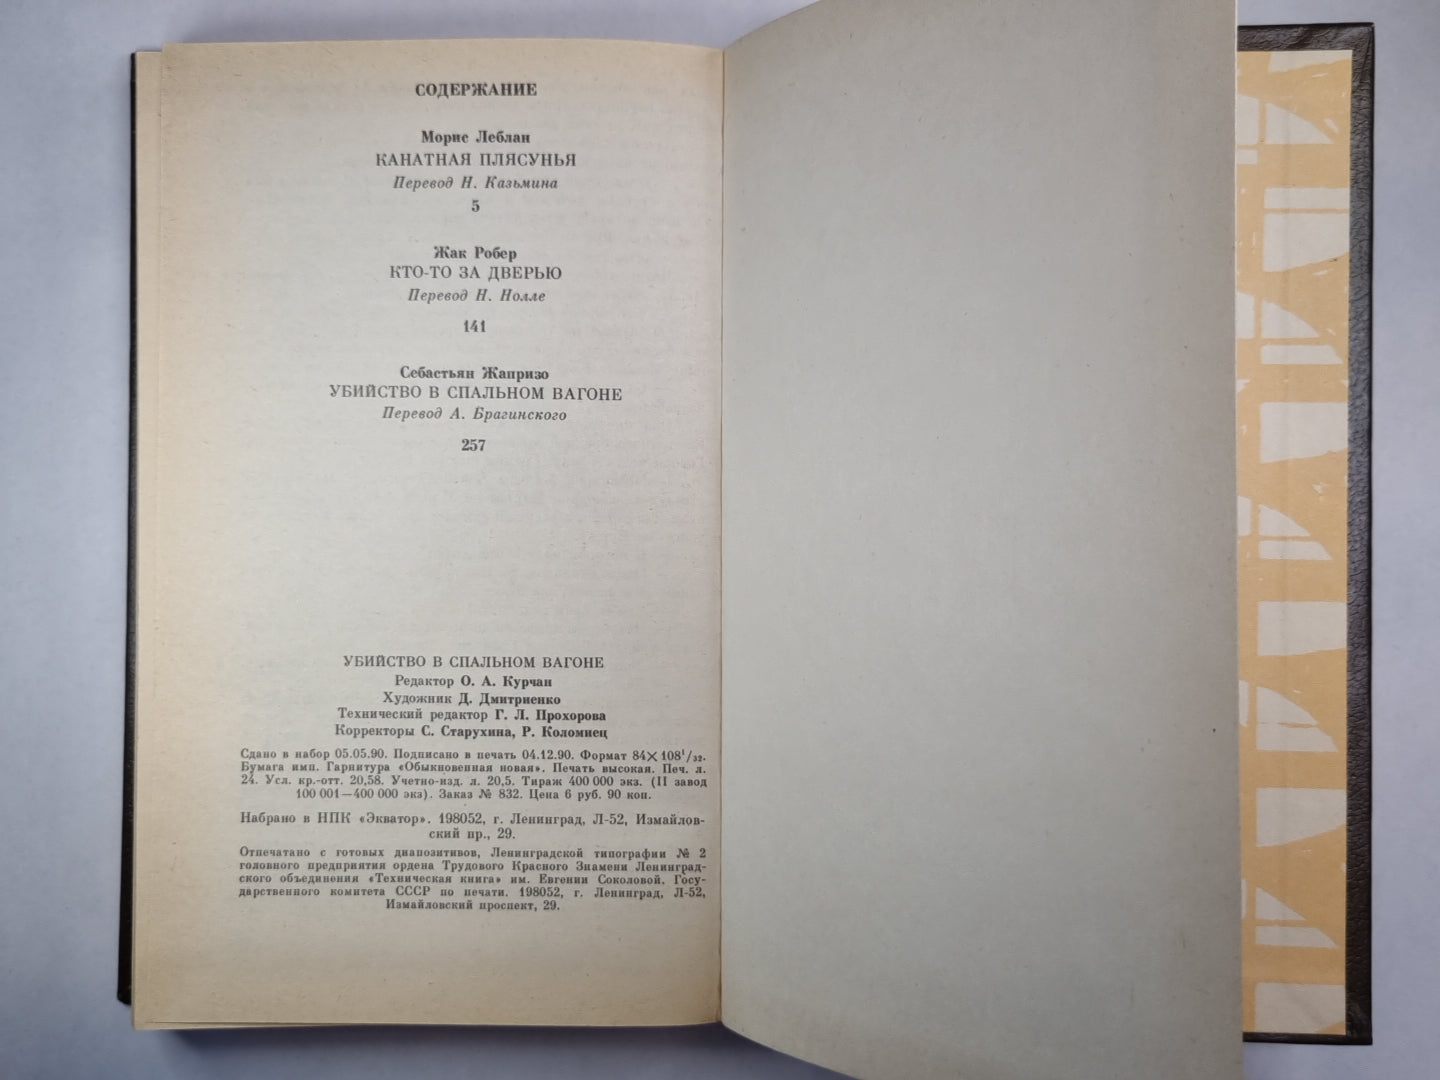 СОДЕРЖАНИЕ
Морис Леблан
КАНАТНАЯ ПЛЯСУНЬЯ
Перевод Н. Казьмина
5
Жак Робер
КТО-ТО ЗА ДВЕРЬЮ
Перевод Н. Нолле
141
Себастьян Жапризо
УБИЙСТВО В СПАЛЬНОМ ВАГОНЕ
Перевод А. Брагинского
257
УБИЙСТВО В СПАЛЬНОМ ВАГОНЕ
Редактор О. А. Курчан
Художник Д. Дмитриенко
Технический редактор Г. Л. Прохорова
Корректоры С. Старухина, Р. Коломиец
Сдано в набор 05.05.90. Подписано в печать 04.12.90. Формат 84×108¹/₃₂.
Бумага имп. Гарнитура «Обыкновенная новая». Печать высокая. Печ. л.
24. Усл. кр.-отт. 20,58. Учетно-изд. л. 20,5. Тираж 400 000 экз. (II завод
100 001—400 000 экз). Заказ № 832. Цена 6 руб. 90 коп.
Набрано в НПК «Экватор». 198052, г. Ленинград, Л-52, Измайлов-
ский пр., 29.
Отпечатано с готовых диапозитивов, Ленинградской типографии № 2
головного предприятия ордена Трудового Красного Знамени Ленинград-
ского объединения «Техническая книга» им. Евгении Соколовой. Госу-
дарственного комитета СССР по печати. 198052, г. Ленинград, Л-52,
Измайловский проспект, 29.